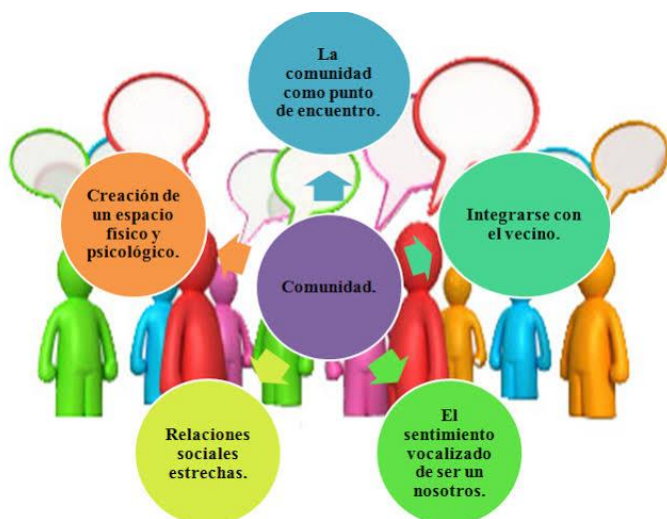 La
comunidad
como punto
de encuentro.
Creación de
un espacio
físico y
psicológico.
Integrarse con
el vecino.
Comunidad.
Relaciones
sociales
estrechas.
El
sentimiento
vocalizado
de ser un
nosotros.